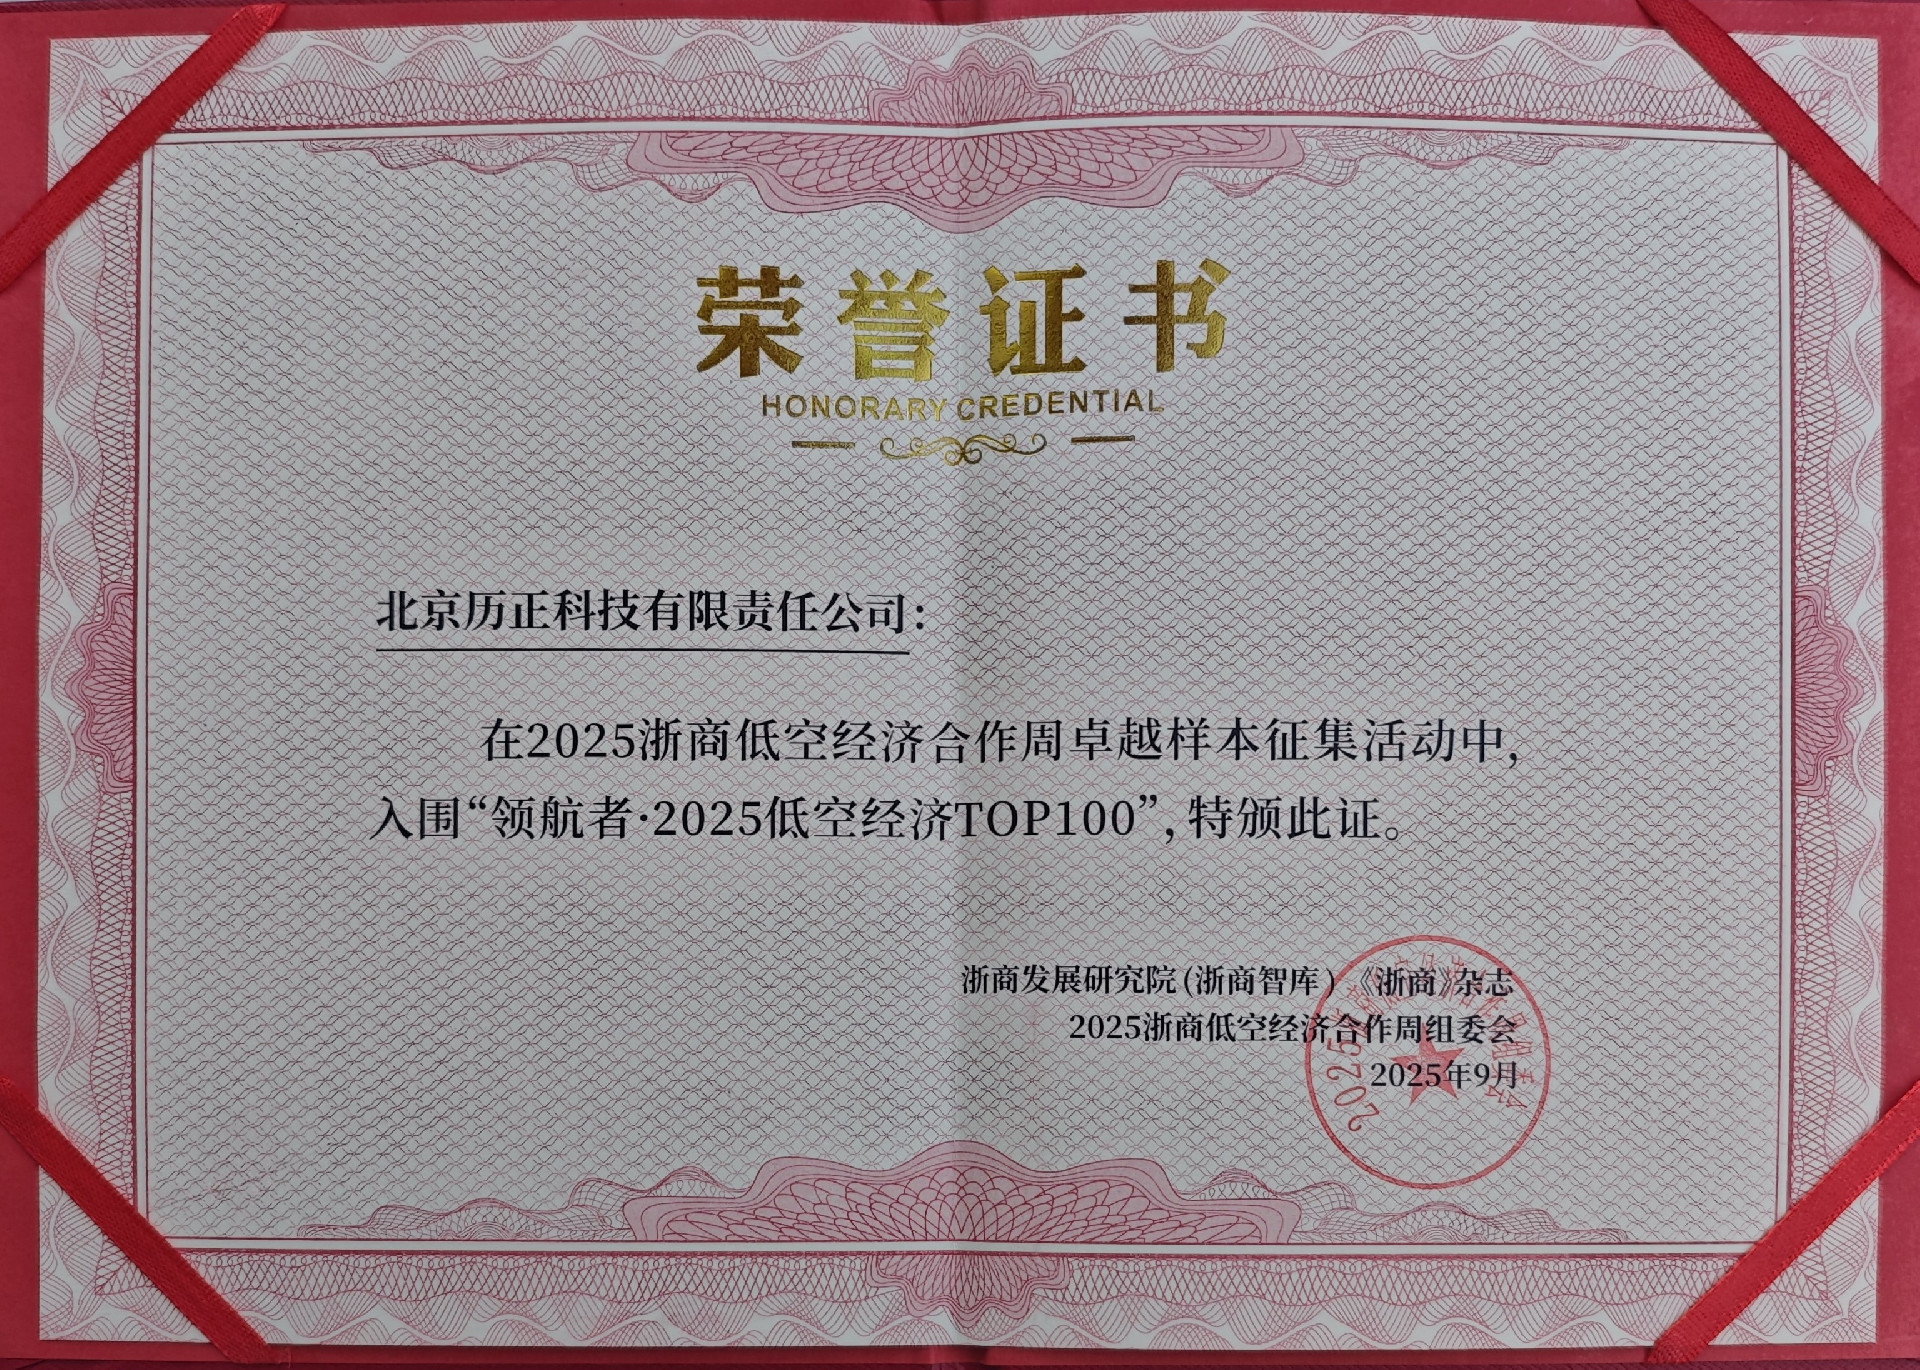 荣誉证书
HONORARY CREDENTIAL
北京历正科技有限责任公司：
在2025浙商低空经济合作周卓越样本征集活动中，
入围“领航者·2025低空经济TOP100”，特颁此证。
浙商发展研究院（浙商智库）《浙商》杂志
2025浙商低空经济合作周组委会
2025年9月